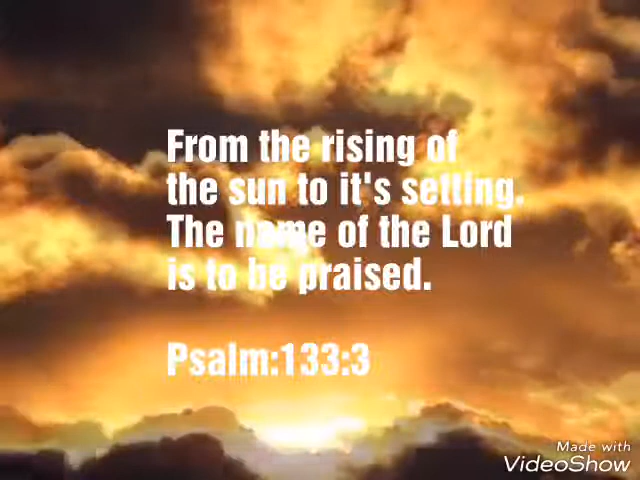 From the rising of
the sun to it's setting.
The name of the Lord
is to be praised.
Psalm:133:3
Made with
VideoShow